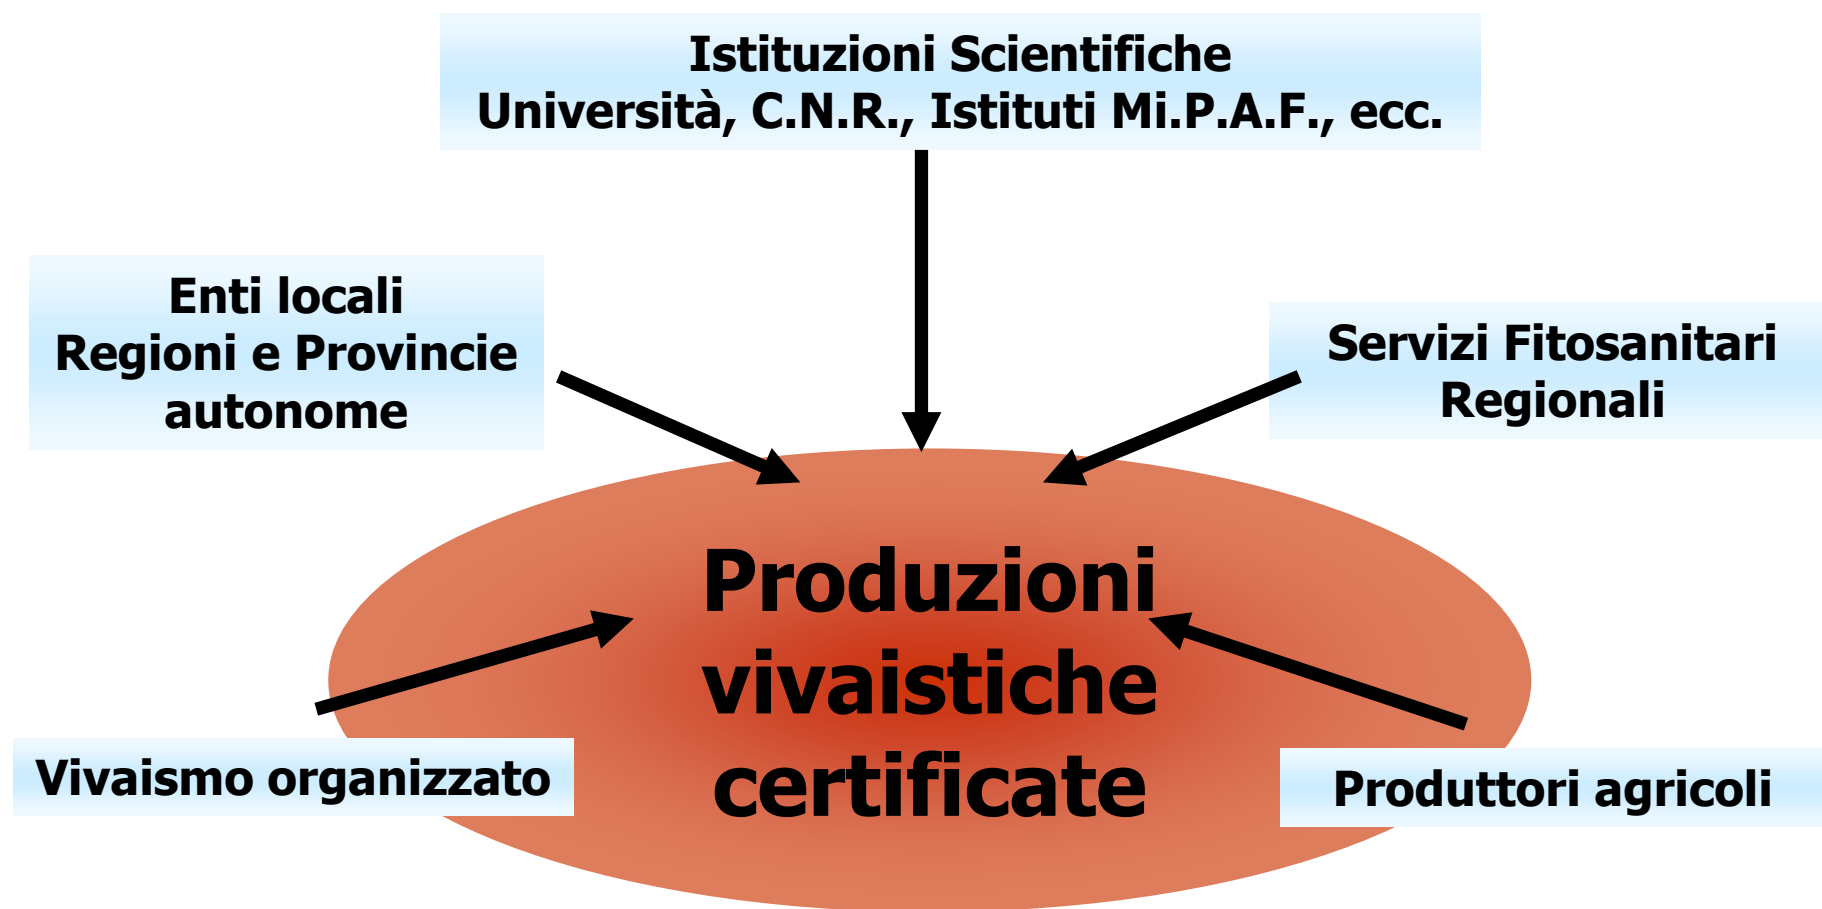 Istituzioni Scientifiche
Università, C.N.R., Istituti Mi.P.A.F., ecc.
Enti locali
Regioni e Provincie
autonome
Servizi Fitosanitari
Regionali
Produzioni
vivaistiche
certificate
Vivaismo organizzato
Produttori agricoli